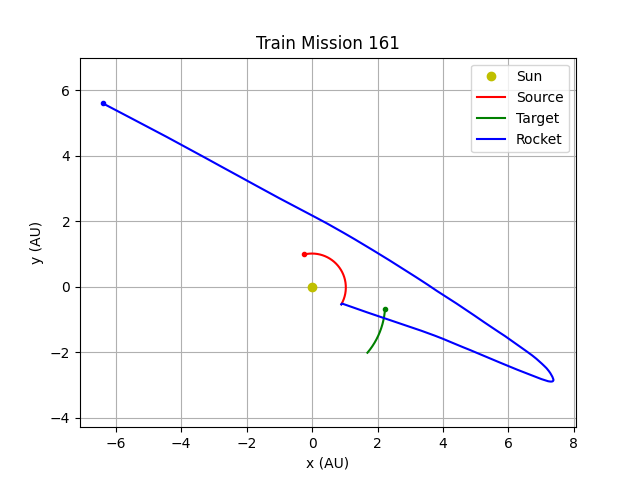 Train Mission 161
Sun
Source
Target
Rocket
y (AU)
6
4
2
0
−2
−4
−6 −4 −2 0 2 4 6 8
x (AU)